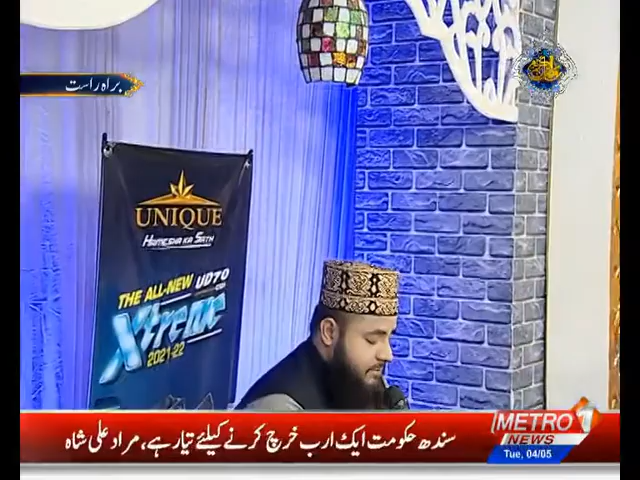 براہ راست
UNIQUE
HAMESHA KA SATH
THE ALL-NEW UD70
Xtreme
2021-22
سندھ حکومت ایک ارب خرچ کرنے کیلئے تیار ہے، مراد علی شاہ
METRO 1
NEWS
Tue, 04/05